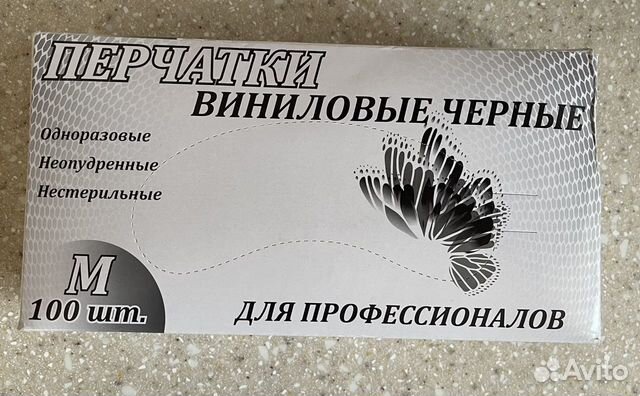 ПЕРЧАТКИ
ВИНИЛОВЫЕ ЧЕРНЫЕ
Одноразовые
Неопудренные
Нестерильные
М
100 шт.
ДЛЯ ПРОФЕССИОНАЛОВ
Avito